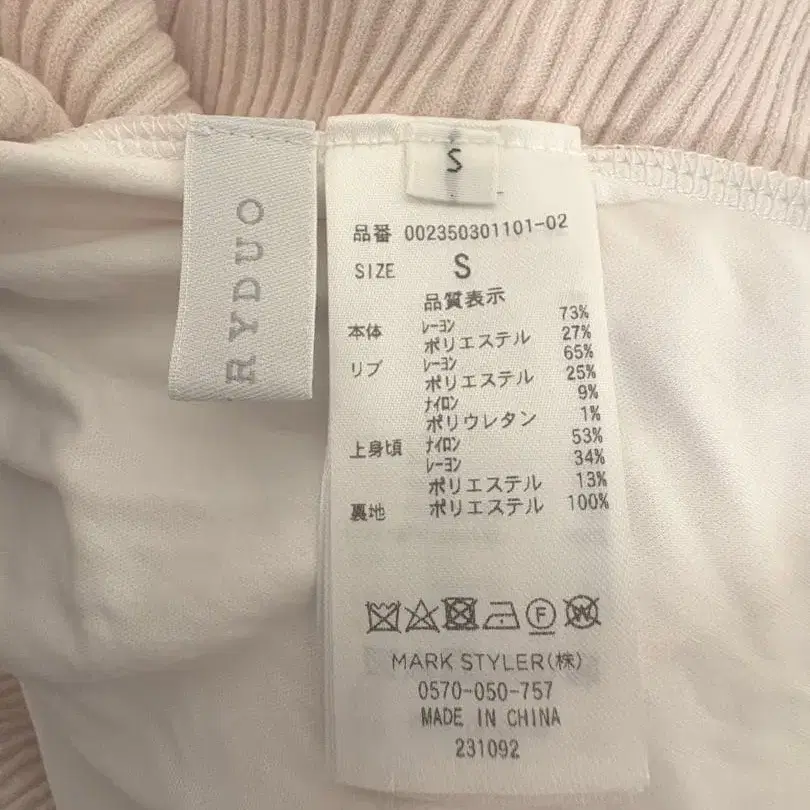 RYDUO
S
品番 002350301101-02
SIZE S
品質表示
本体 レーヨン 73%
ポリエステル 27%
リブ レーヨン 65%
ポリエステル 25%
ナイロン 9%
ポリウレタン 1%
上身頃 ナイロン 53%
レーヨン 34%
ポリエステル 13%
裏地 ポリエステル 100%
F
W
MARK STYLER(株)
0570-050-757
MADE IN CHINA
231092